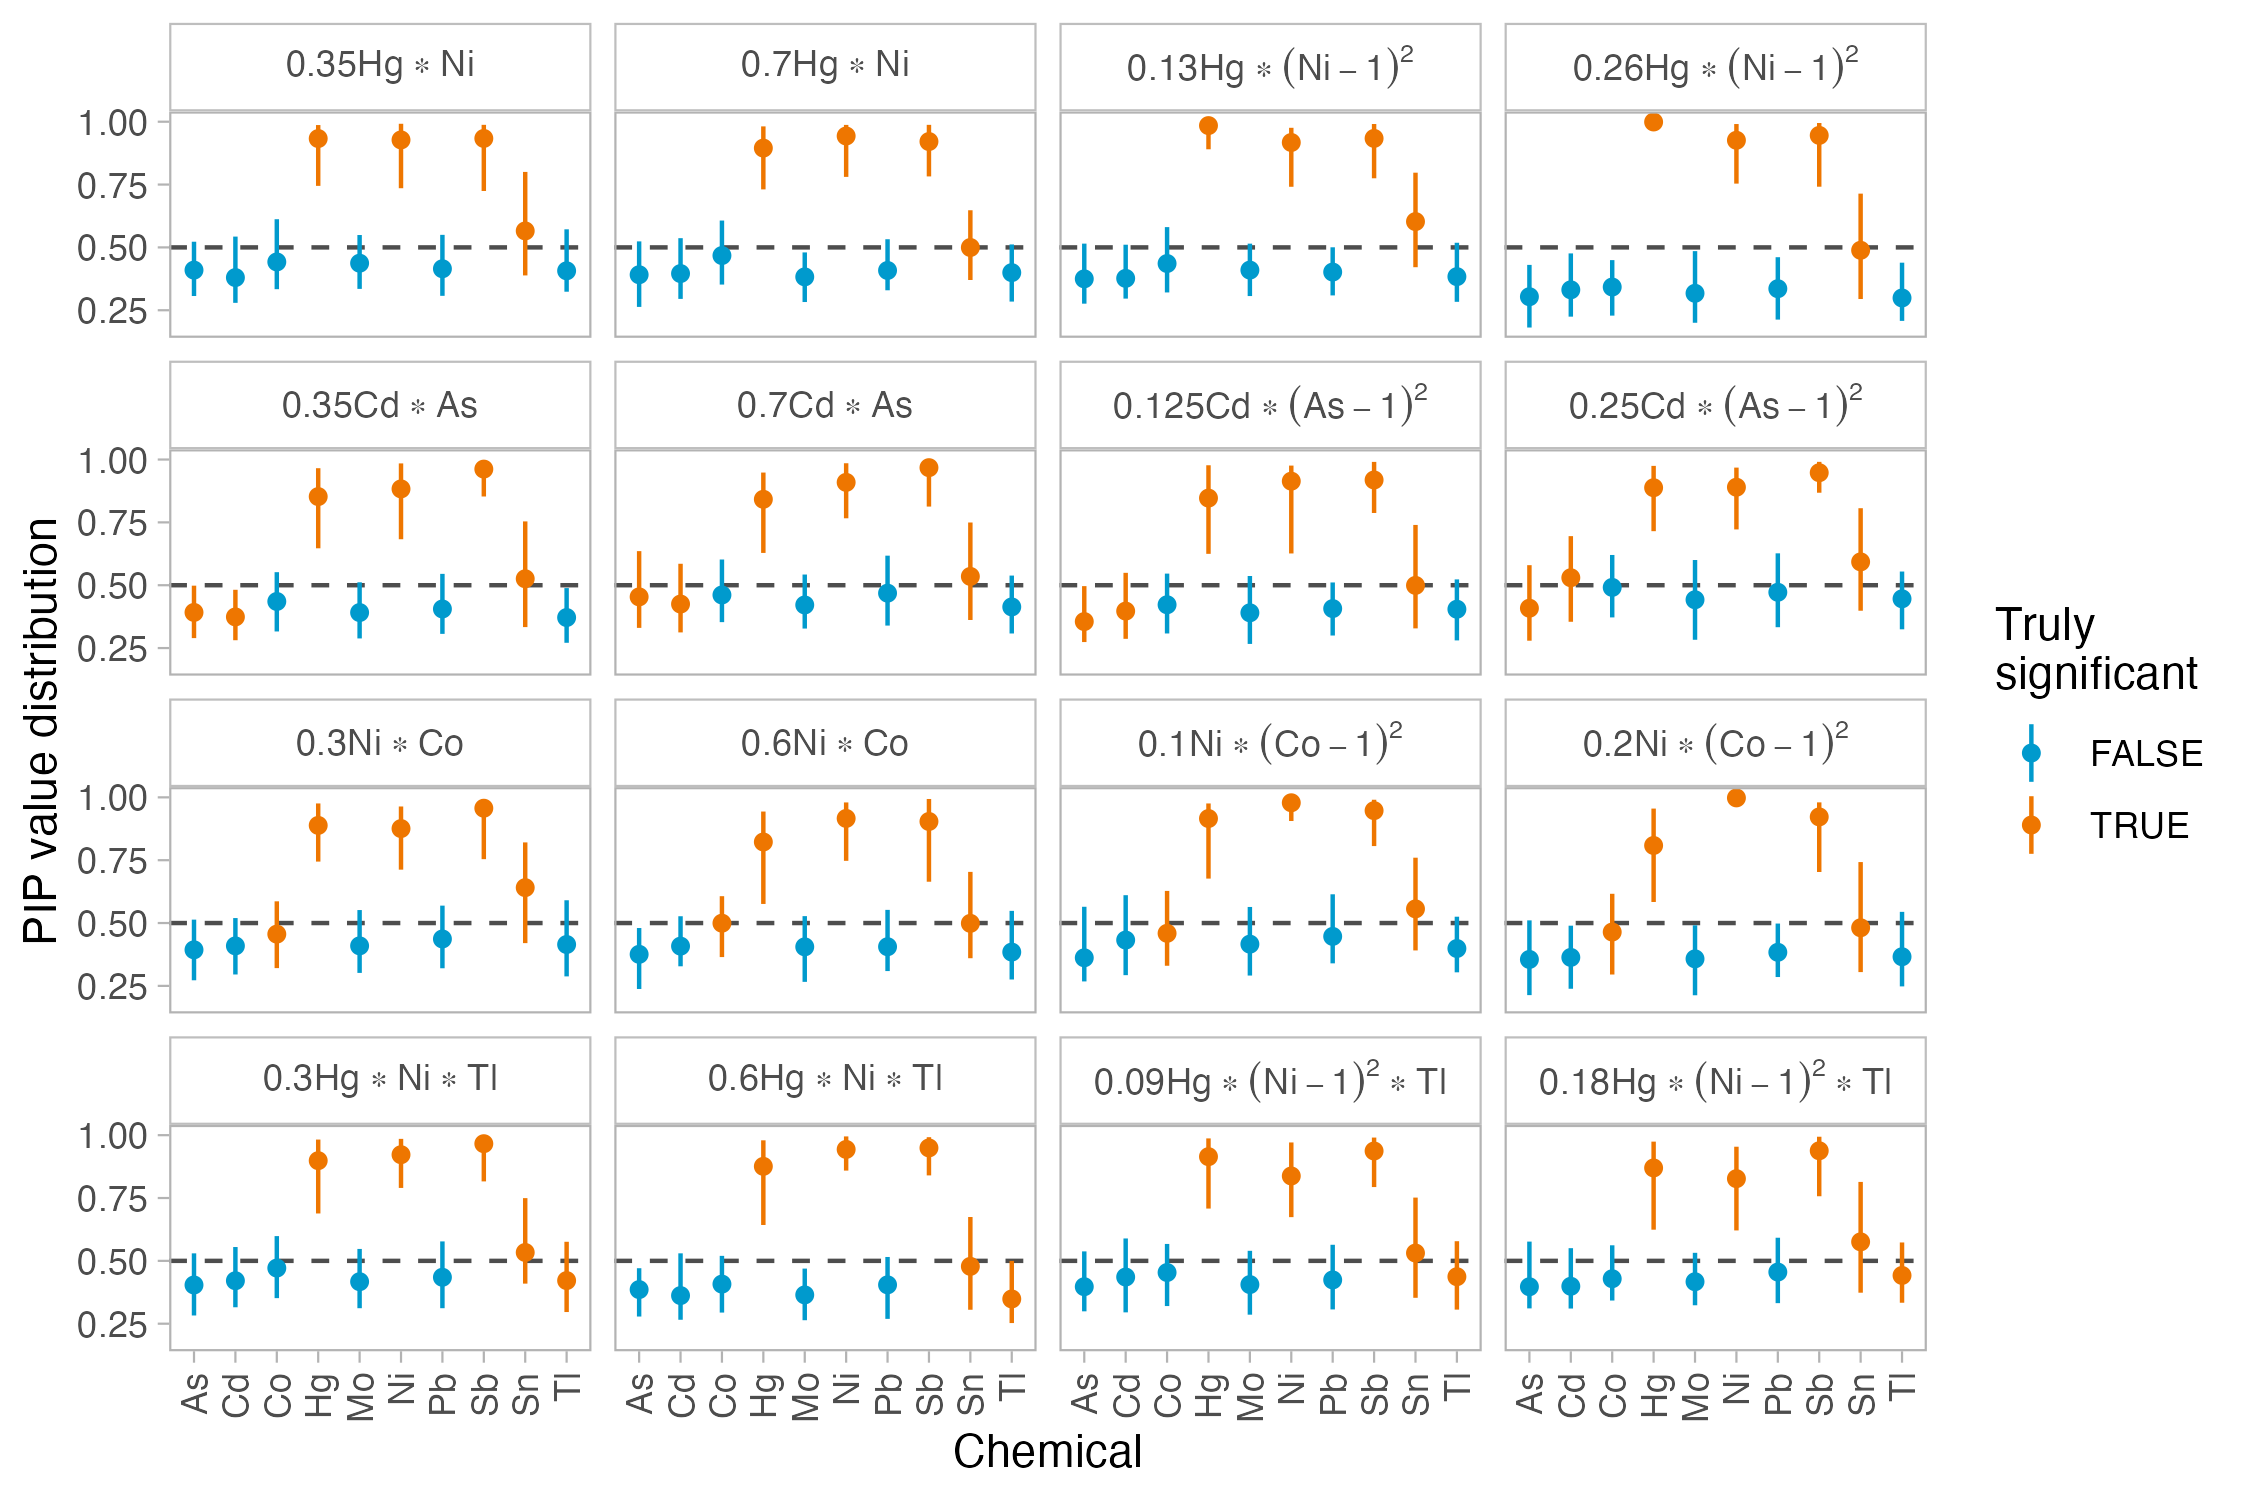 0.35Hg ∗ Ni
0.7Hg ∗ Ni
0.13Hg ∗ (Ni − 1)²
0.26Hg ∗ (Ni − 1)²
1.00
0.75
0.50
0.25
0.35Cd ∗ As
0.7Cd ∗ As
0.125Cd ∗ (As − 1)²
0.25Cd ∗ (As − 1)²
1.00
0.75
0.50
0.25
0.3Ni ∗ Co
0.6Ni ∗ Co
0.1Ni ∗ (Co − 1)²
0.2Ni ∗ (Co − 1)²
1.00
0.75
0.50
0.25
0.3Hg ∗ Ni ∗ Tl
0.6Hg ∗ Ni ∗ Tl
0.09Hg ∗ (Ni − 1)² ∗ Tl
0.18Hg ∗ (Ni − 1)² ∗ Tl
1.00
0.75
0.50
0.25
As Cd Co Hg Mo Ni Pb Sb Sn Tl
As Cd Co Hg Mo Ni Pb Sb Sn Tl
As Cd Co Hg Mo Ni Pb Sb Sn Tl
As Cd Co Hg Mo Ni Pb Sb Sn Tl
Chemical
PIP value distribution
Truly
significant
FALSE
TRUE